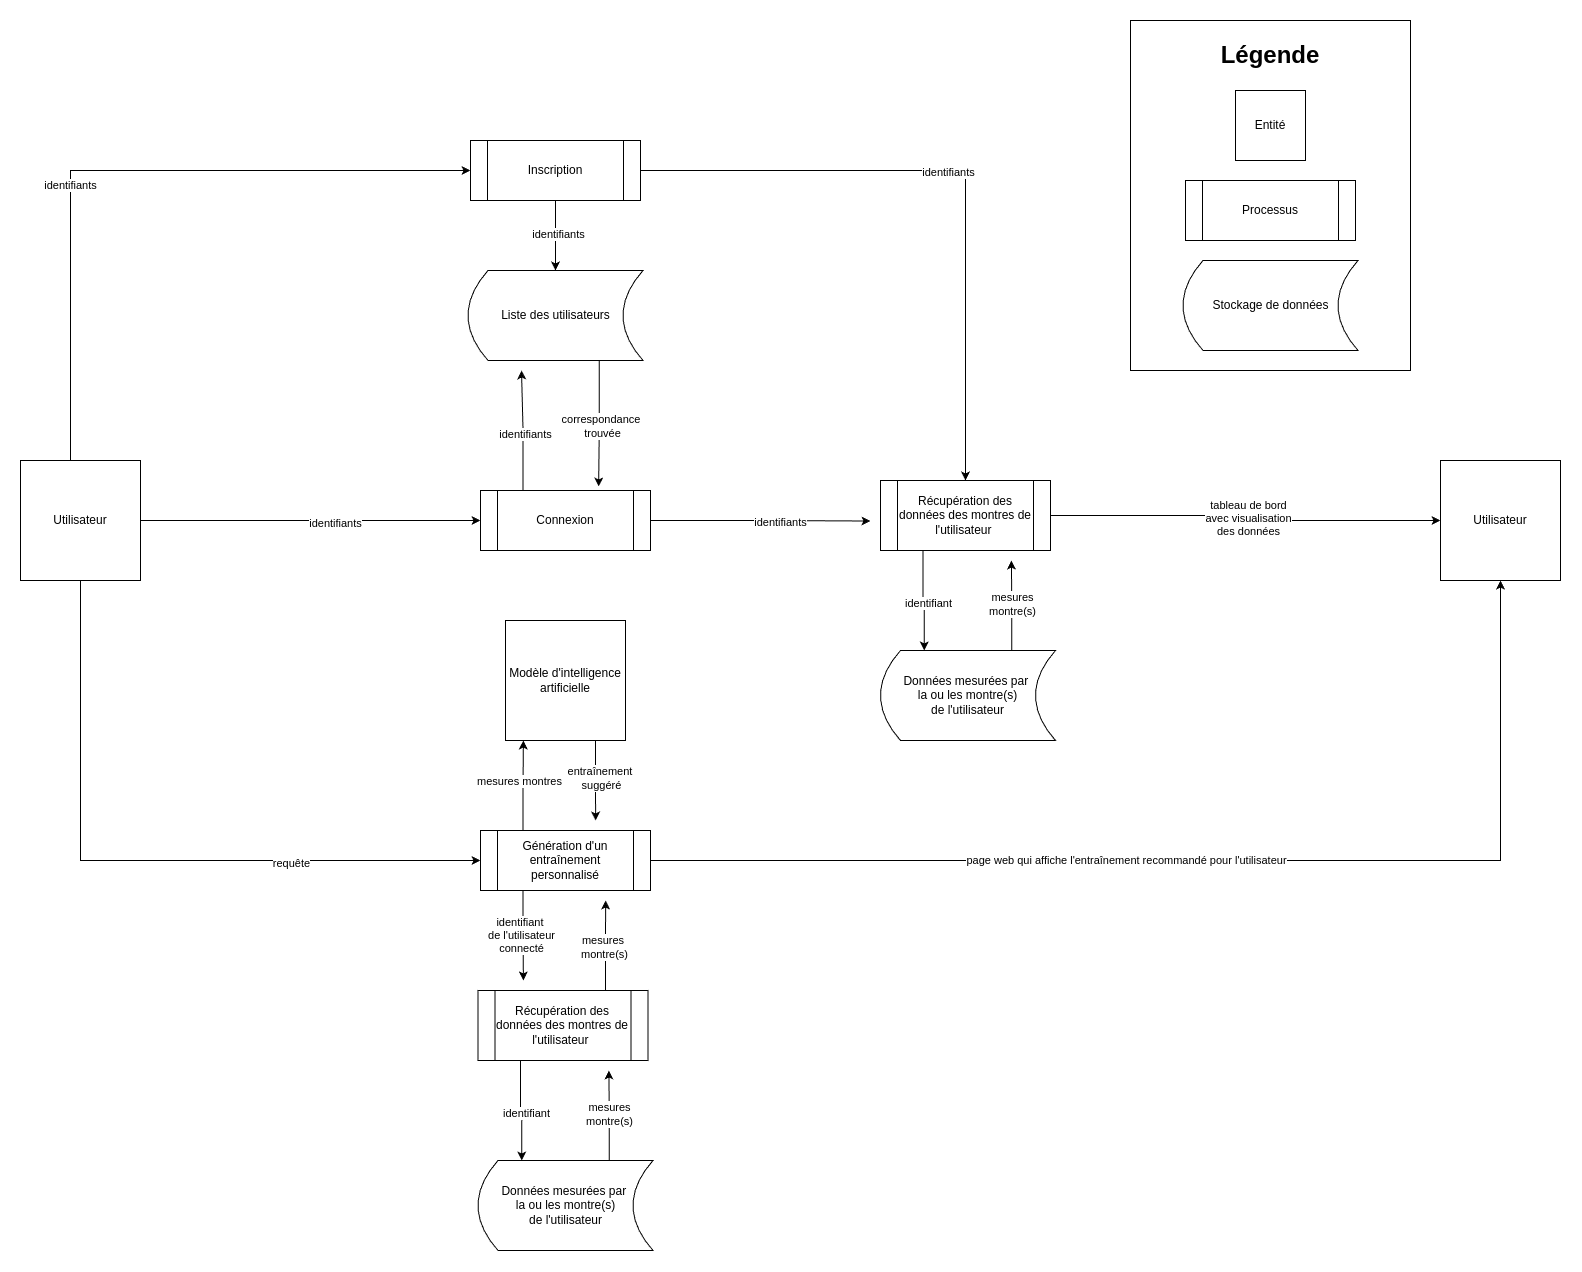 Légende
Entité
Processus
Stockage de données
Inscription
identifiants
identifiants
identifiants
Liste des utilisateurs
correspondance
trouvée
identifiants
Utilisateur
identifiants
Connexion
identifiants
Récupération des
données des montres de
l'utilisateur
tableau de bord
avec visualisation
des données
Utilisateur
identifiant
mesures
montre(s)
Données mesurées par
la ou les montre(s)
de l'utilisateur
Modèle d'intelligence
artificielle
mesures montres
entraînement
suggéré
requête
Génération d'un
entraînement
personnalisé
page web qui affiche l'entraînement recommandé pour l'utilisateur
identifiant
de l'utilisateur
connecté
mesures
montre(s)
Récupération des
données des montres de
l'utilisateur
identifiant
mesures
montre(s)
Données mesurées par
la ou les montre(s)
de l'utilisateur